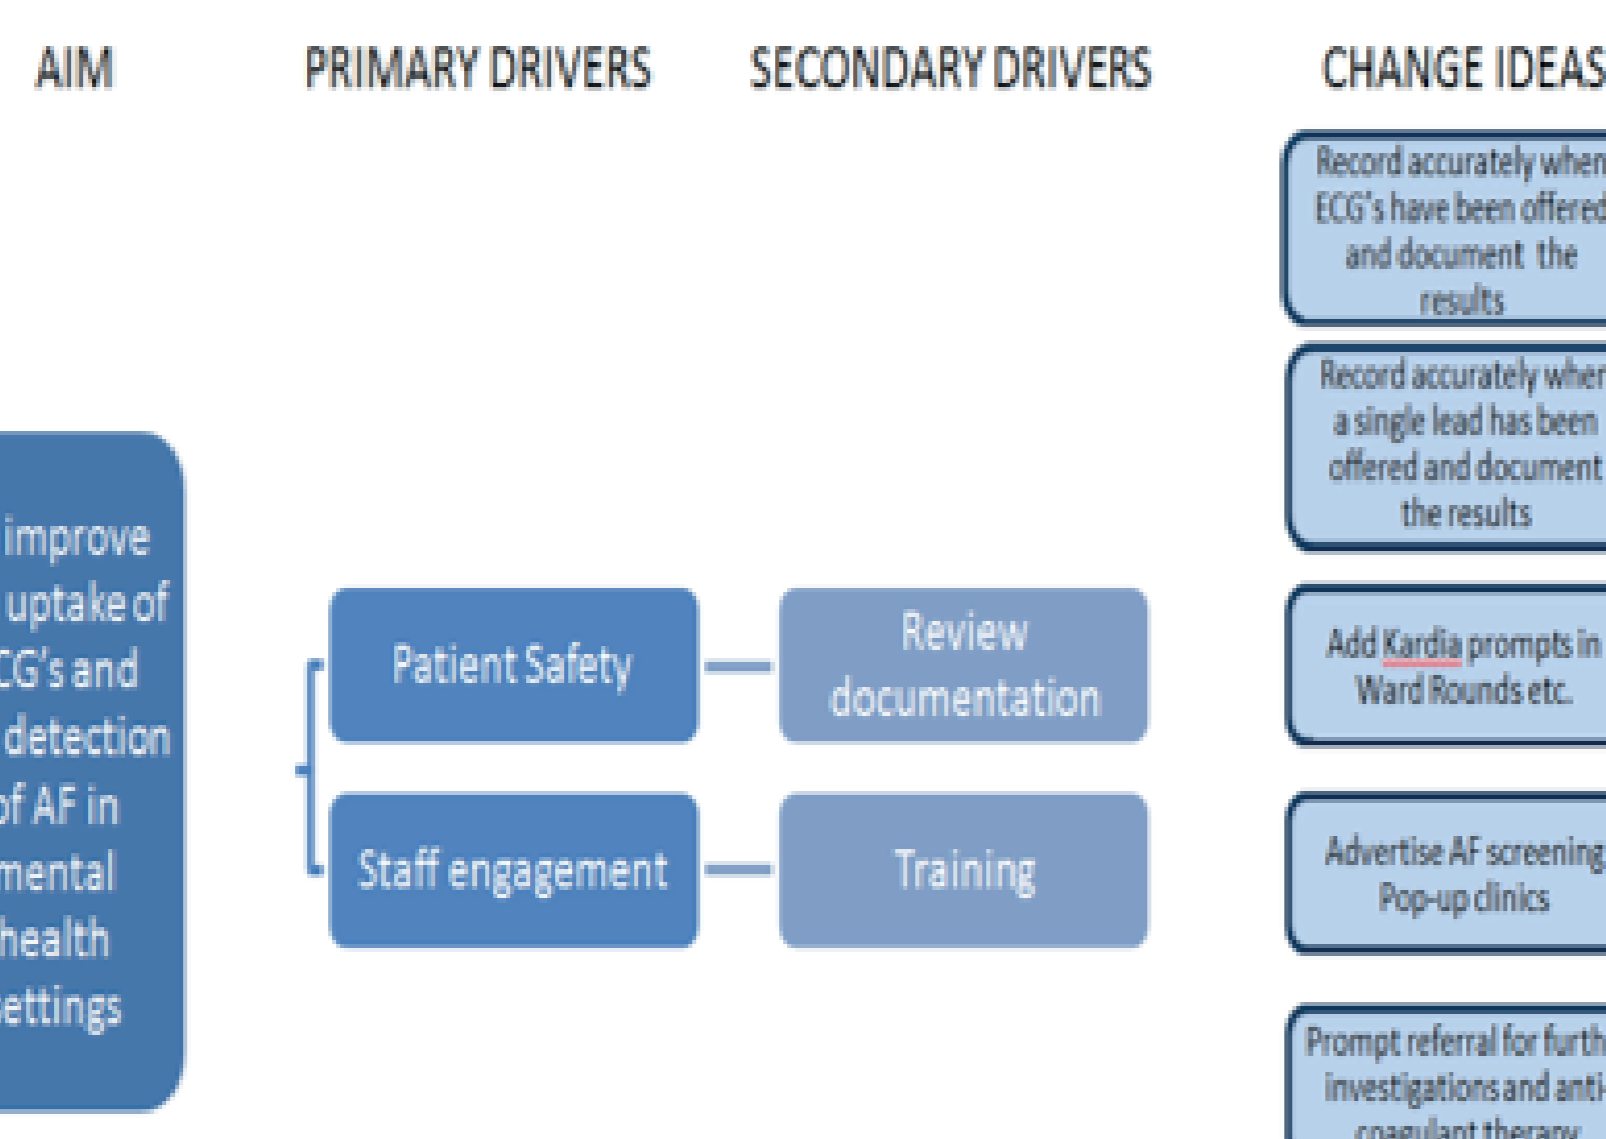 AIM
PRIMARY DRIVERS
SECONDARY DRIVERS
CHANGE IDEAS
improve
uptake of
CG's and
detection
of AF in
mental
health
settings
Patient Safety
Staff engagement
Review
documentation
Training
Record accurately when
ECG's have been offered
and document the
results
Record accurately when
a single lead has been
offered and document
the results
Add Kardia prompts in
Ward Rounds etc.
Advertise AF screening
Pop-up clinics
Prompt referral for furth
investigations and anti-
coagulant therapy